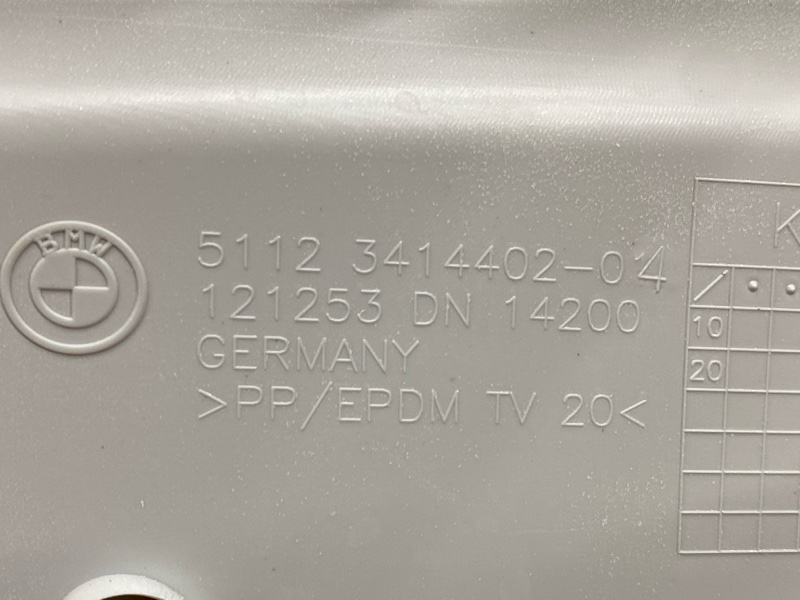 BMW
5112 3414402-04
121253 DN 14200
GERMANY
>PP/EPDM TV 20<
K
10
20